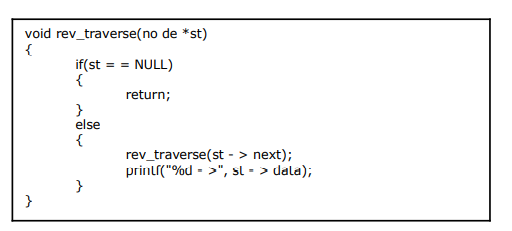 void rev_traverse(no de *st)
{
if(st = = NULL)
{
return;
}
else
{
rev_traverse(st - > next);
printf("%d - >", st - > data);
}
}